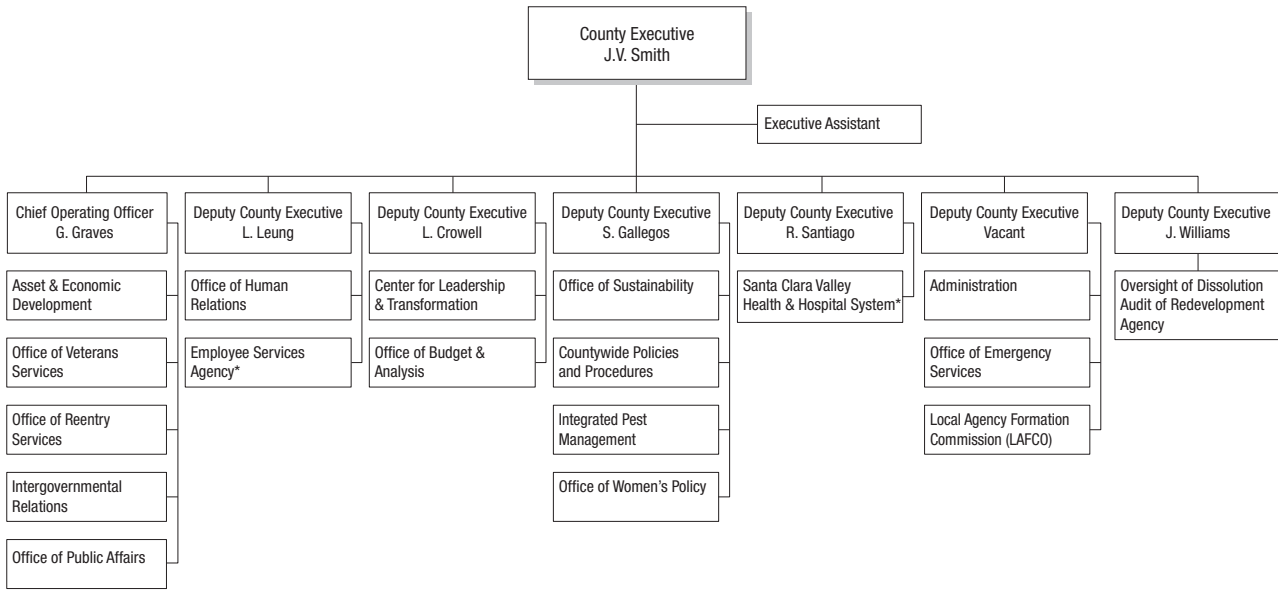 County Executive
J.V. Smith
Executive Assistant
Chief Operating Officer
G. Graves
Asset & Economic
Development
Office of Veterans
Services
Office of Reentry
Services
Intergovernmental
Relations
Office of Public Affairs
Deputy County Executive
L. Leung
Office of Human
Relations
Employee Services
Agency*
Deputy County Executive
L. Crowell
Center for Leadership
& Transformation
Office of Budget &
Analysis
Deputy County Executive
S. Gallegos
Office of Sustainability
Countywide Policies
and Procedures
Integrated Pest
Management
Office of Women’s Policy
Deputy County Executive
R. Santiago
Santa Clara Valley
Health & Hospital System*
Deputy County Executive
Vacant
Administration
Office of Emergency
Services
Local Agency Formation
Commission (LAFCO)
Deputy County Executive
J. Williams
Oversight of Dissolution
Audit of Redevelopment
Agency